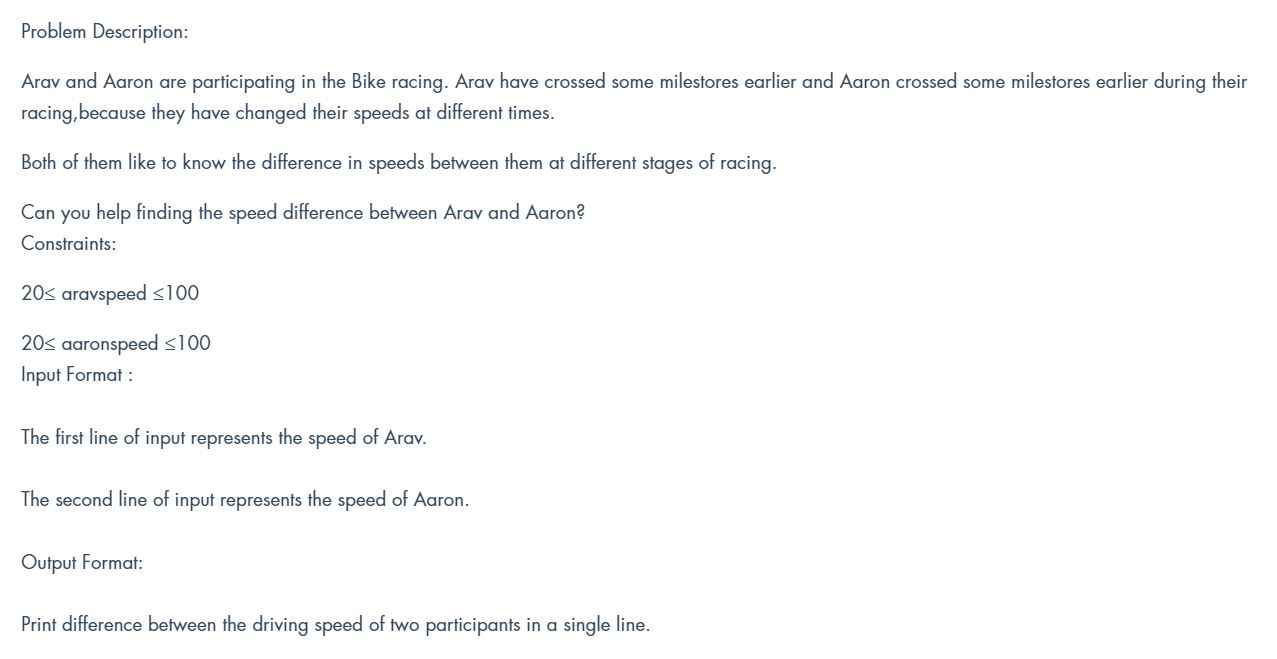 Problem Description:
Arav and Aaron are participating in the Bike racing. Arav have crossed some milestores earlier and Aaron crossed some milestores earlier during their
racing,because they have changed their speeds at different times.
Both of them like to know the difference in speeds between them at different stages of racing.
Can you help finding the speed difference between Arav and Aaron?
Constraints:
20≤ aravspeed ≤100
20≤ aaronspeed ≤100
Input Format :
The first line of input represents the speed of Arav.
The second line of input represents the speed of Aaron.
Output Format:
Print difference between the driving speed of two participants in a single line.